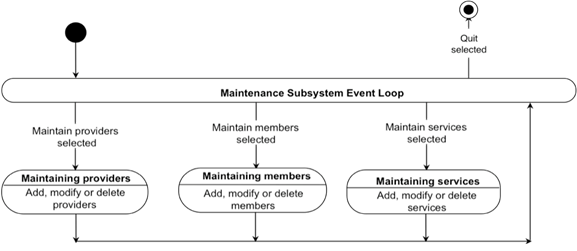 Quit
selected
Maintenance Subsystem Event Loop
Maintain providers
selected
Maintain members
selected
Maintain services
selected
Maintaining providers
Add, modify or delete
providers
Maintaining members
Add, modify or delete
members
Maintaining services
Add, modify or delete
services